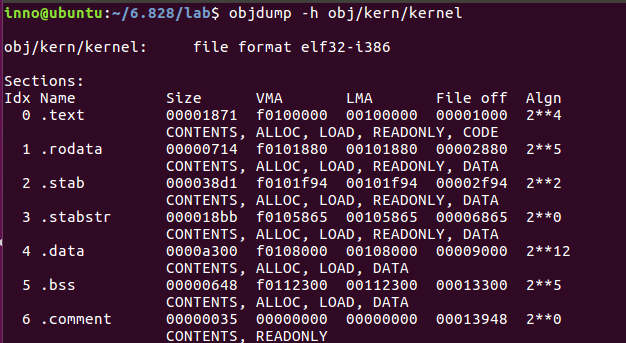 inno@ubuntu:~/6.828/lab$ objdump -h obj/kern/kernel
obj/kern/kernel:     file format elf32-i386
Sections:
Idx Name          Size      VMA       LMA       File off  Algn
  0 .text         00001871  f0100000  00100000  00001000  2**4
                  CONTENTS, ALLOC, LOAD, READONLY, CODE
  1 .rodata       00000714  f0101880  00101880  00002880  2**5
                  CONTENTS, ALLOC, LOAD, READONLY, DATA
  2 .stab         000038d1  f0101f94  00101f94  00002f94  2**2
                  CONTENTS, ALLOC, LOAD, READONLY, DATA
  3 .stabstr      000018bb  f0105865  00105865  00006865  2**0
                  CONTENTS, ALLOC, LOAD, READONLY, DATA
  4 .data         0000a300  f0108000  00108000  00009000  2**12
                  CONTENTS, ALLOC, LOAD, DATA
  5 .bss          00000648  f0112300  00112300  00013300  2**5
                  CONTENTS, ALLOC, LOAD, DATA
  6 .comment      00000035  00000000  00000000  00013948  2**0
                  CONTENTS, READONLY